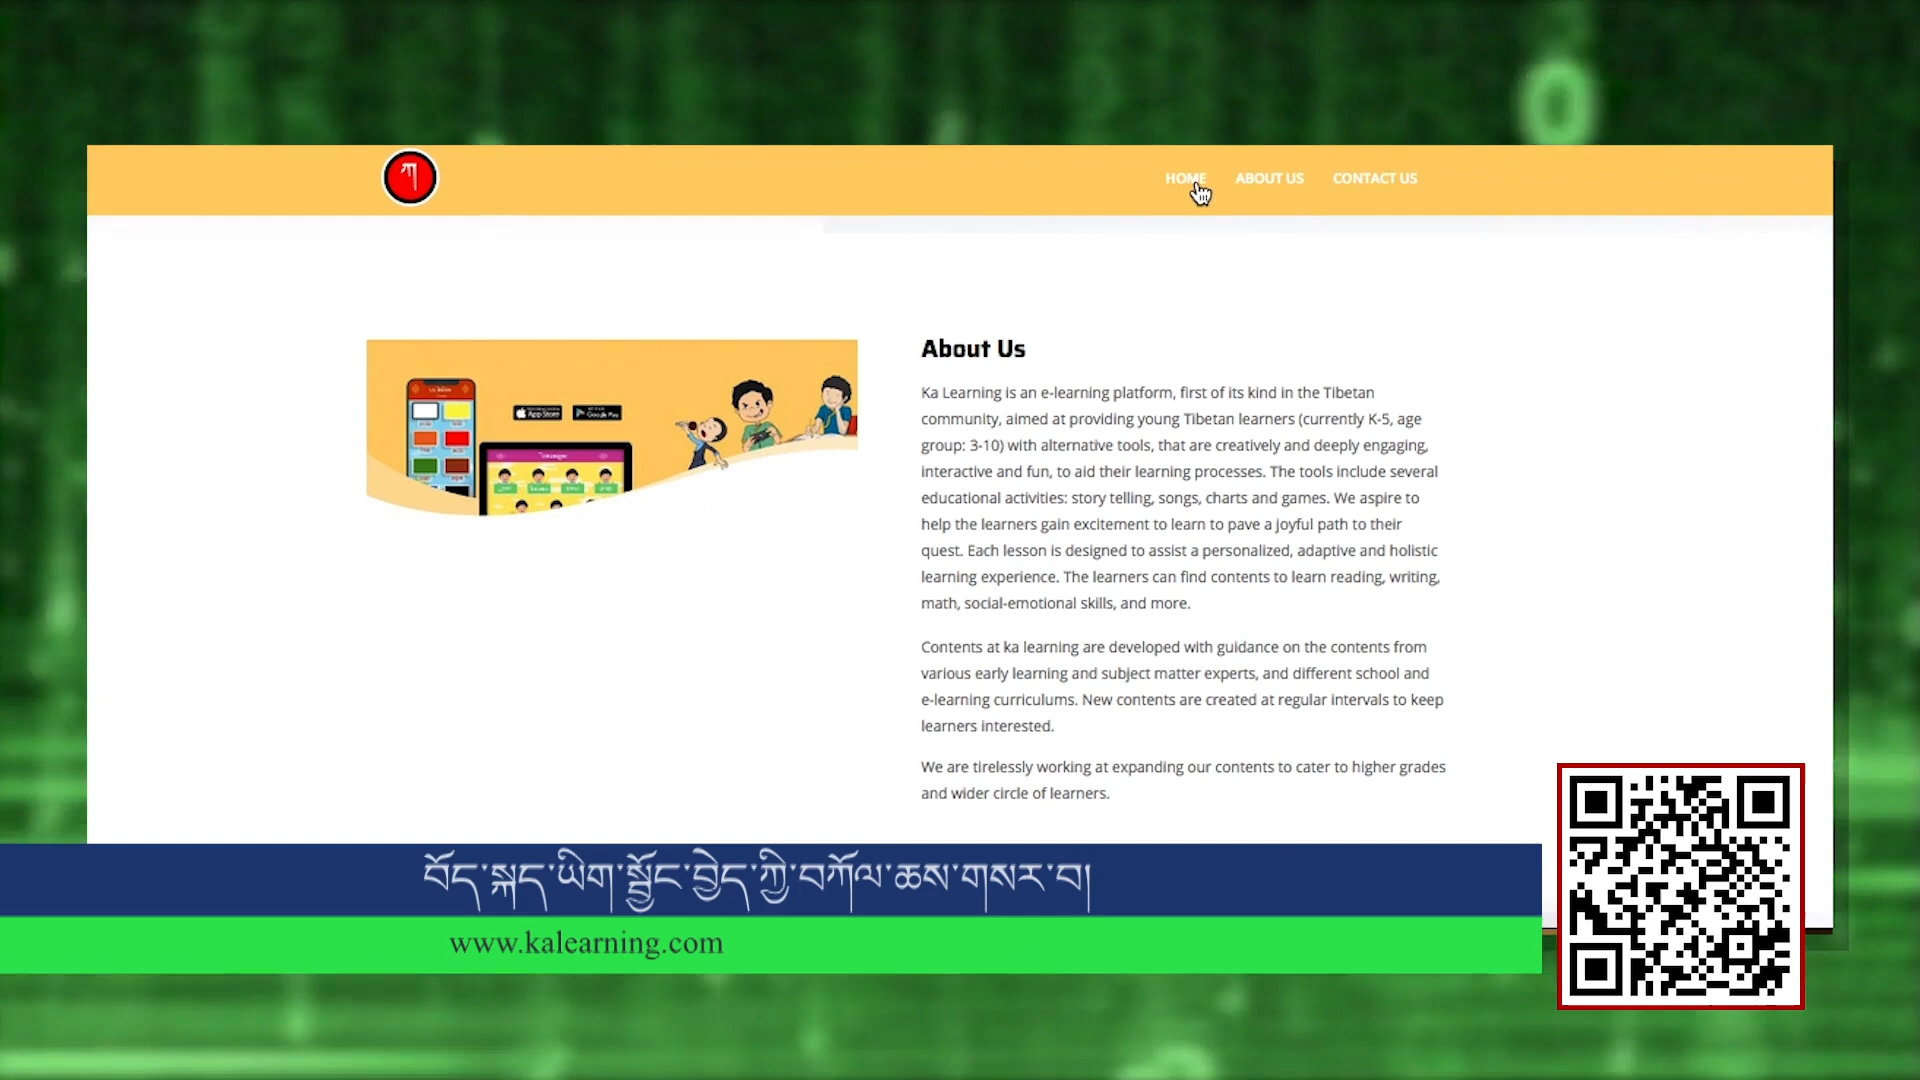 ཀ
HOME ABOUT US CONTACT US
App Store Google Play
About Us
Ka Learning is an e-learning platform, first of its kind in the Tibetan
community, aimed at providing young Tibetan learners (currently K-5, age
group: 3-10) with alternative tools, that are creatively and deeply engaging,
interactive and fun, to aid their learning processes. The tools include several
educational activities: story telling, songs, charts and games. We aspire to
help the learners gain excitement to learn to pave a joyful path to their
quest. Each lesson is designed to assist a personalized, adaptive and holistic
learning experience. The learners can find contents to learn reading, writing,
math, social-emotional skills, and more.
Contents at ka learning are developed with guidance on the contents from
various early learning and subject matter experts, and different school and
e-learning curriculums. New contents are created at regular intervals to keep
learners interested.
We are tirelessly working at expanding our contents to cater to higher grades
and wider circle of learners.
བོད་སྐད་ཡིག་སྦྱོང་བྱེད་ཀྱི་བཀོལ་ཆས་གསར་བ།
www.kalearning.com